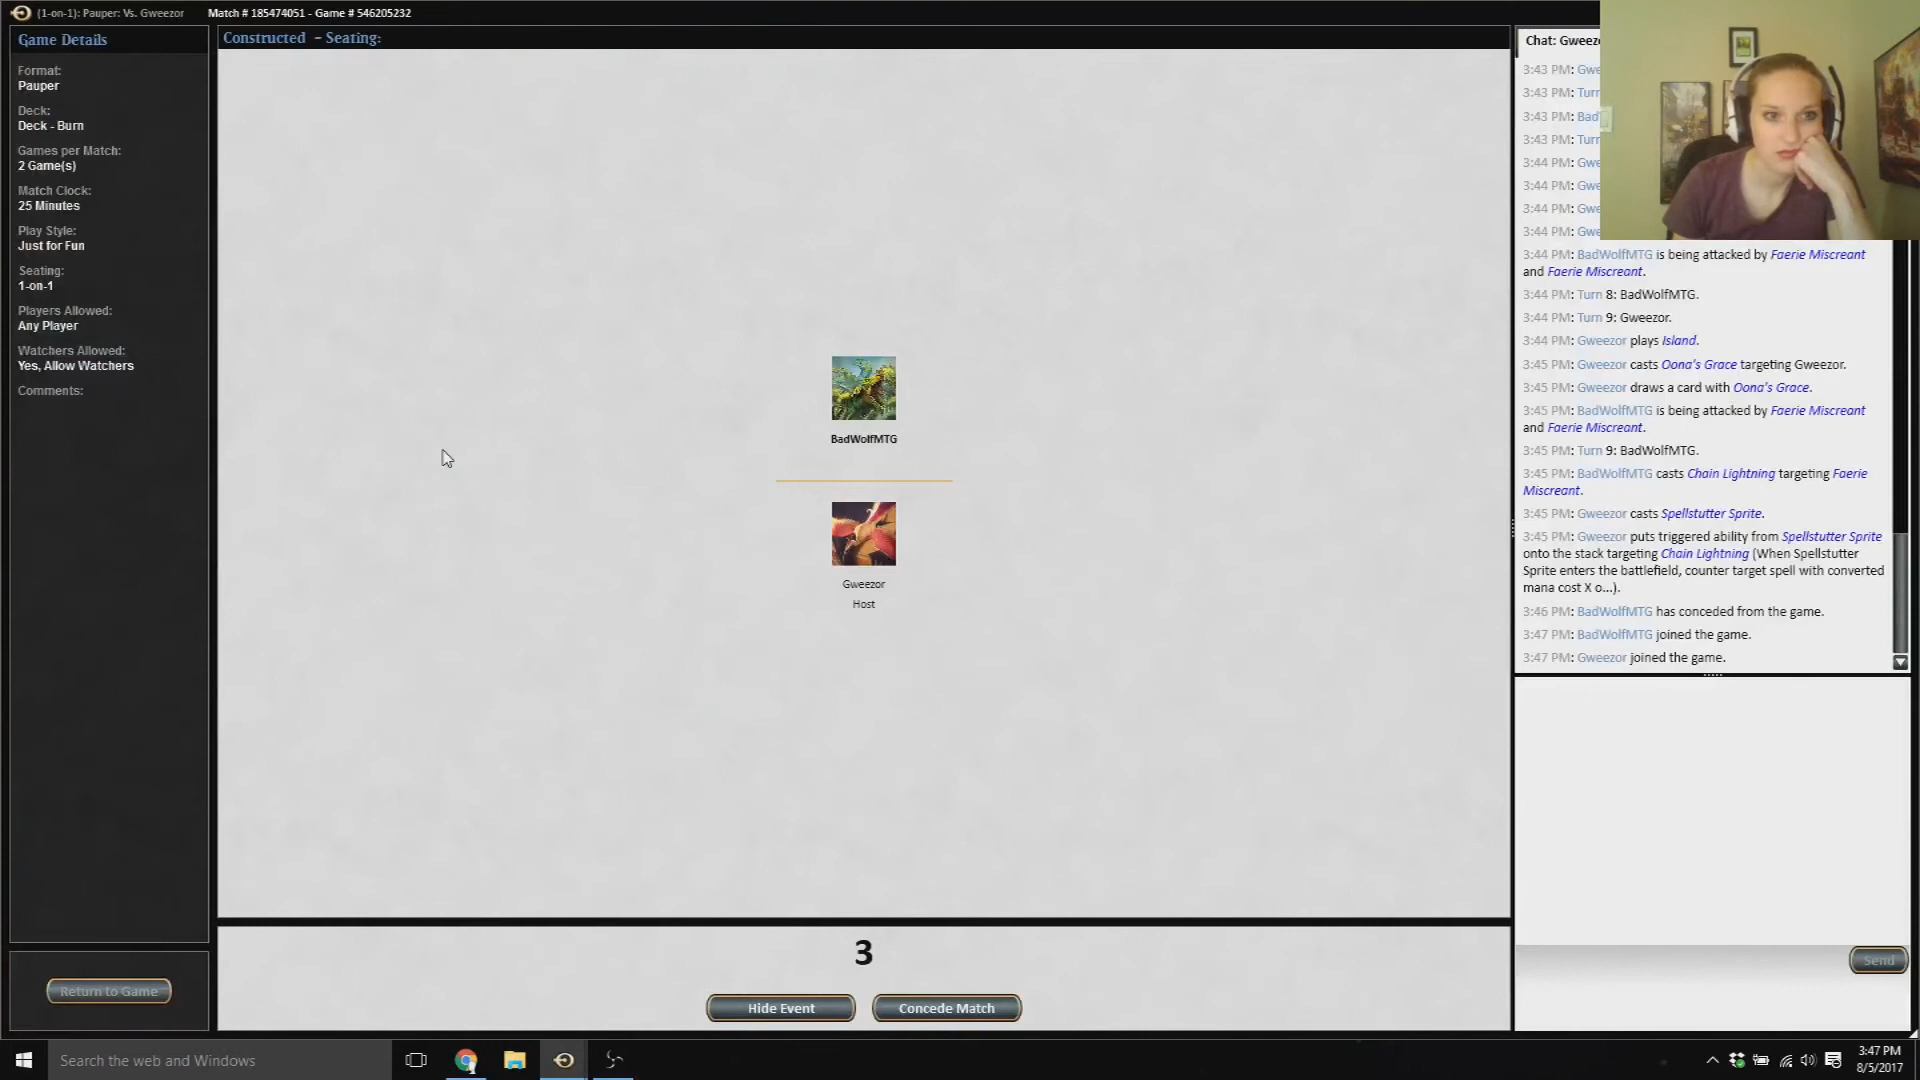 (1-on-1): Pauper: Vs. Gweezor
Match # 185474051 - Game # 546205232
Game Details
Format:
Pauper
Deck:
Deck - Burn
Games per Match:
2 Game(s)
Match Clock:
25 Minutes
Play Style:
Just for Fun
Seating:
1-on-1
Players Allowed:
Any Player
Watchers Allowed:
Yes, Allow Watchers
Comments:
Return to Game
Constructed - Seating:
BadWolfMTG
Gweezor
Host
3
Hide Event
Concede Match
Chat: Gweezo
3:43 PM: Gwe
3:43 PM: Turn
3:43 PM: Bad
3:43 PM: Turn
3:44 PM: Gwe
3:44 PM: Gwe
3:44 PM: Gwe
3:44 PM: Gwe
3:44 PM: BadWolfMTG is being attacked by Faerie Miscreant
and Faerie Miscreant.
3:44 PM: Turn 8: BadWolfMTG.
3:44 PM: Turn 9: Gweezor.
3:44 PM: Gweezor plays Island.
3:45 PM: Gweezor casts Oona's Grace targeting Gweezor.
3:45 PM: Gweezor draws a card with Oona's Grace.
3:45 PM: BadWolfMTG is being attacked by Faerie Miscreant
and Faerie Miscreant.
3:45 PM: Turn 9: BadWolfMTG.
3:45 PM: BadWolfMTG casts Chain Lightning targeting Faerie
Miscreant.
3:45 PM: Gweezor casts Spellstutter Sprite.
3:45 PM: Gweezor puts triggered ability from Spellstutter Sprite
onto the stack targeting Chain Lightning (When Spellstutter
Sprite enters the battlefield, counter target spell with converted
mana cost X o...).
3:46 PM: BadWolfMTG has conceded from the game.
3:47 PM: BadWolfMTG joined the game.
3:47 PM: Gweezor joined the game.
Send
Search the web and Windows
3:47 PM
8/5/2017